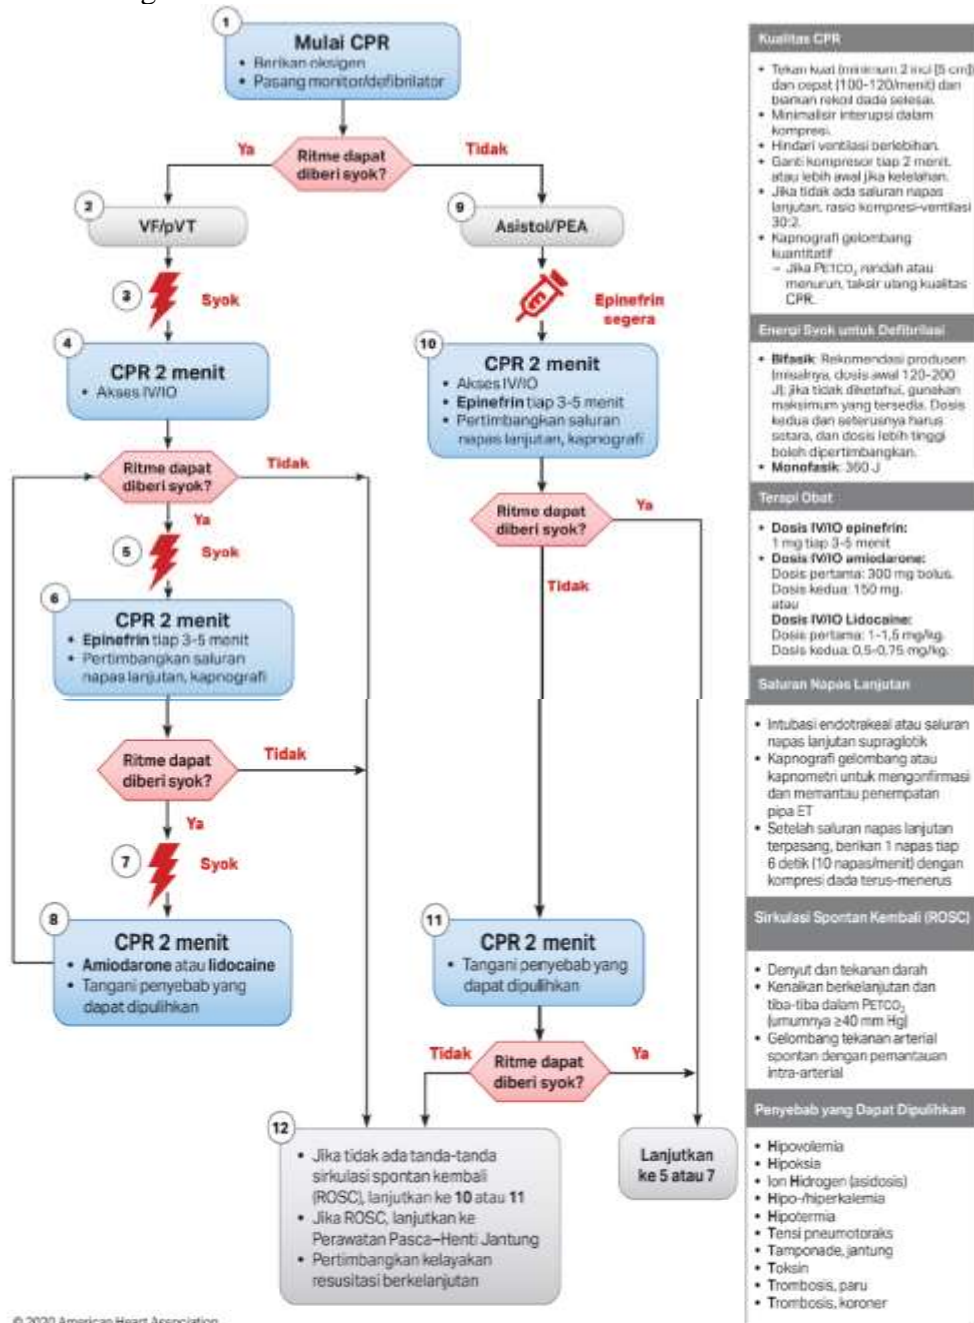 1
Mulai CPR
• Berikan oksigen
• Pasang monitor/defibrilator
Ritme dapat
diberi syok?
Ya
Tidak
2
VF/pVT
3
Syok
4
CPR 2 menit
• Akses IV/IO
Ritme dapat
diberi syok?
Tidak
Ya
5
Syok
6
CPR 2 menit
• Epinefrin tiap 3-5 menit
• Pertimbangkan saluran
napas lanjutan, kapnografi
Ritme dapat
diberi syok?
Tidak
Ya
7
Syok
8
CPR 2 menit
• Amiodarone atau lidocaine
• Tangani penyebab yang
dapat dipulihkan
9
Asistol/PEA
E
Epinefrin
segera
10
CPR 2 menit
• Akses IV/IO
• Epinefrin tiap 3-5 menit
• Pertimbangkan saluran
napas lanjutan, kapnografi
Ritme dapat
diberi syok?
Ya
Tidak
11
CPR 2 menit
• Tangani penyebab yang
dapat dipulihkan
Ritme dapat
diberi syok?
Tidak
Ya
12
• Jika tidak ada tanda-tanda
sirkulasi spontan kembali
(ROSC), lanjutkan ke 10 atau 11
• Jika ROSC, lanjutkan ke
Perawatan Pasca-Henti Jantung
• Pertimbangkan kelayakan
resusitasi berkelanjutan
Lanjutkan
ke 5 atau 7
Kualitas CPR
• Tekan kuat (minimum 2 inci [5 cm])
dan cepat (100-120/menit) dan
biarkan rekoil dada selesai.
• Minimalisir interupsi dalam
kompresi.
• Hindari ventilasi berlebihan.
• Ganti kompresor tiap 2 menit,
atau lebih awal jika kelelahan.
• Jika tidak ada saluran napas
lanjutan, rasio kompresi-ventilasi
30:2.
• Kapnografi gelombang
kuantitatif
– Jika PETCO₂ rendah atau
menurun, taksir ulang kualitas
CPR.
Energi Syok untuk Defibrilasi
• Bifasik: Rekomendasi produsen
(misalnya, dosis awal 120-200
J); jika tidak diketahui, gunakan
maksimum yang tersedia. Dosis
kedua dan seterusnya harus
setara, dan dosis lebih tinggi
boleh dipertimbangkan.
• Monofasik: 360 J
Terapi Obat
• Dosis IV/IO epinefrin:
1 mg tiap 3-5 menit
• Dosis IV/IO amiodarone:
Dosis pertama: 300 mg bolus.
Dosis kedua: 150 mg.
atau
Dosis IV/IO Lidocaine:
Dosis pertama: 1-1,5 mg/kg.
Dosis kedua: 0,5-0,75 mg/kg.
Saluran Napas Lanjutan
• Intubasi endotrakeal atau saluran
napas lanjutan supraglotik
• Kapnografi gelombang atau
kapnometri untuk mengonfirmasi
dan memantau penempatan
pipa ET
• Setelah saluran napas lanjutan
terpasang, berikan 1 napas tiap
6 detik (10 napas/menit) dengan
kompresi dada terus-menerus
Sirkulasi Spontan Kembali (ROSC)
• Denyut dan tekanan darah
• Kenaikan berkelanjutan dan
tiba-tiba dalam PETCO₂
(umumnya ≥40 mm Hg)
• Gelombang tekanan arterial
spontan dengan pemantauan
intra-arterial
Penyebab yang Dapat Dipulihkan
• Hipovolemia
• Hipoksia
• Ion Hidrogen (asidosis)
• Hipo-/hiperkalemia
• Hipotermia
• Tensi pneumotoraks
• Tamponade, jantung
• Toksin
• Trombosis, paru
• Trombosis, koroner
© 2020 American Heart Association